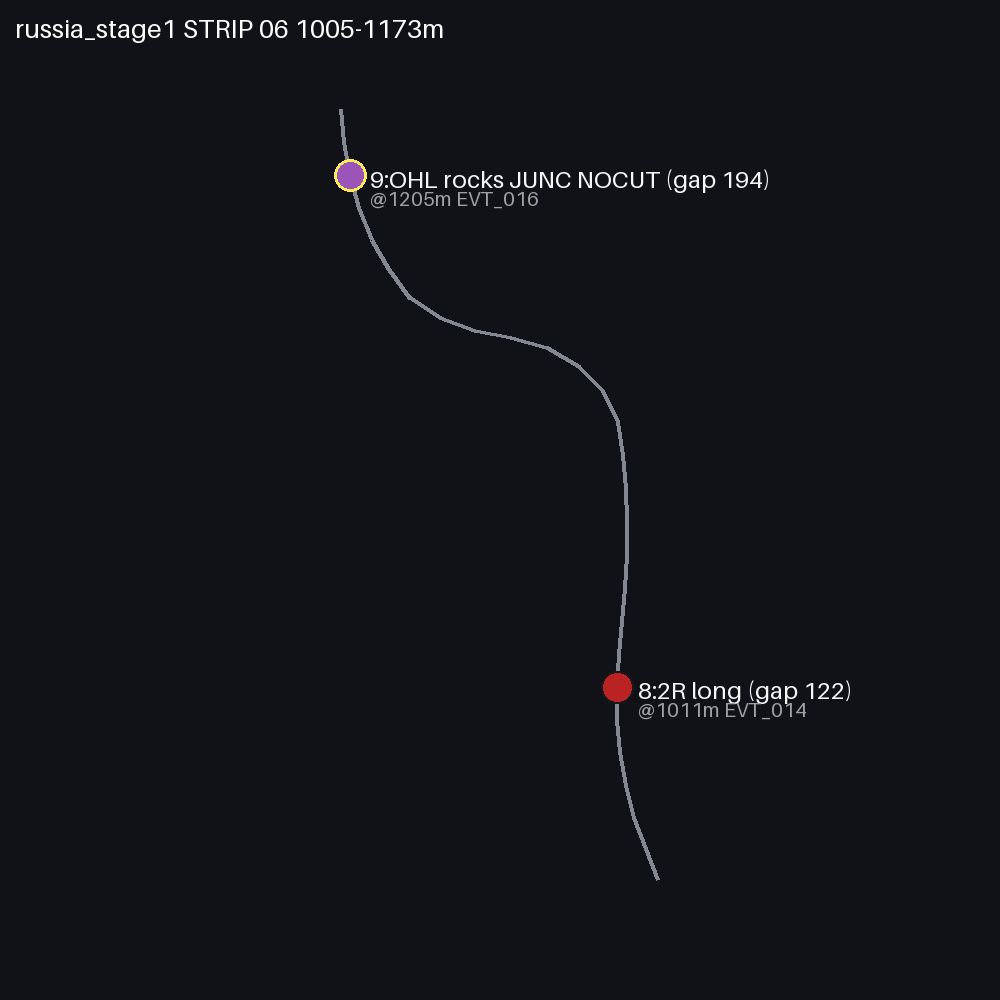 russia_stage1 STRIP 06 1005-1173m
9:OHL rocks JUNC NOCUT (gap 194)
@1205m EVT_016
8:2R long (gap 122)
@1011m EVT_014